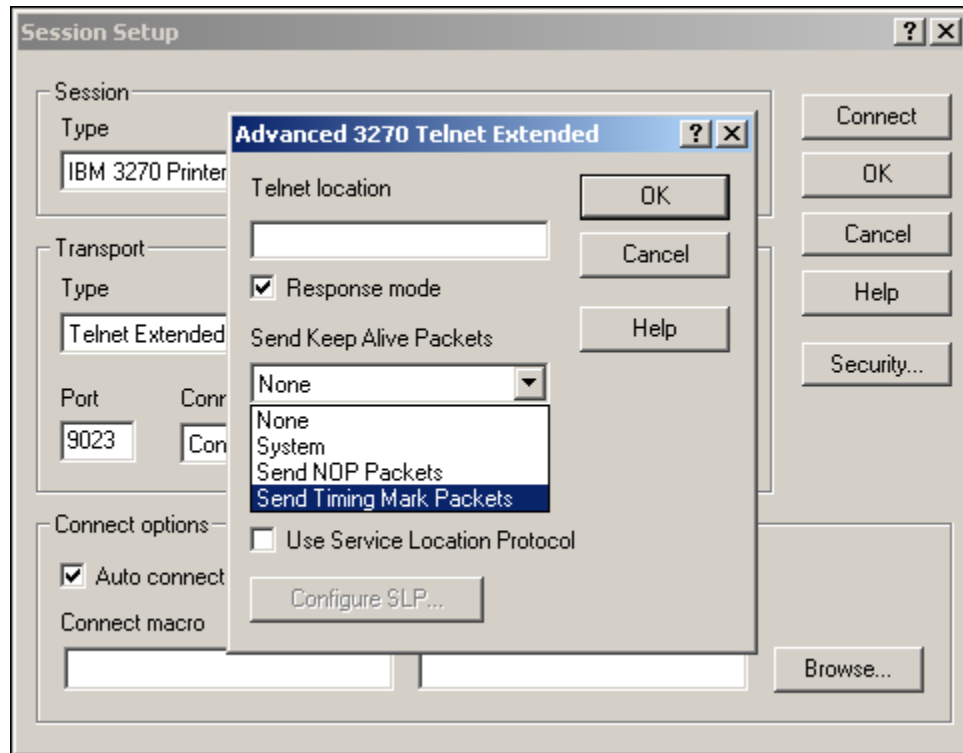 Session Setup
Session
Type
IBM 3270 Printer
Transport
Type
Telnet Extended
Port
9023
Connect options
Auto connect
Connect macro
Browse...
Connect
OK
Cancel
Help
Security...
Advanced 3270 Telnet Extended
Telnet location
Response mode
Send Keep Alive Packets
None
None
System
Send NOP Packets
Send Timing Mark Packets
Use Service Location Protocol
Configure SLP...
OK
Cancel
Help